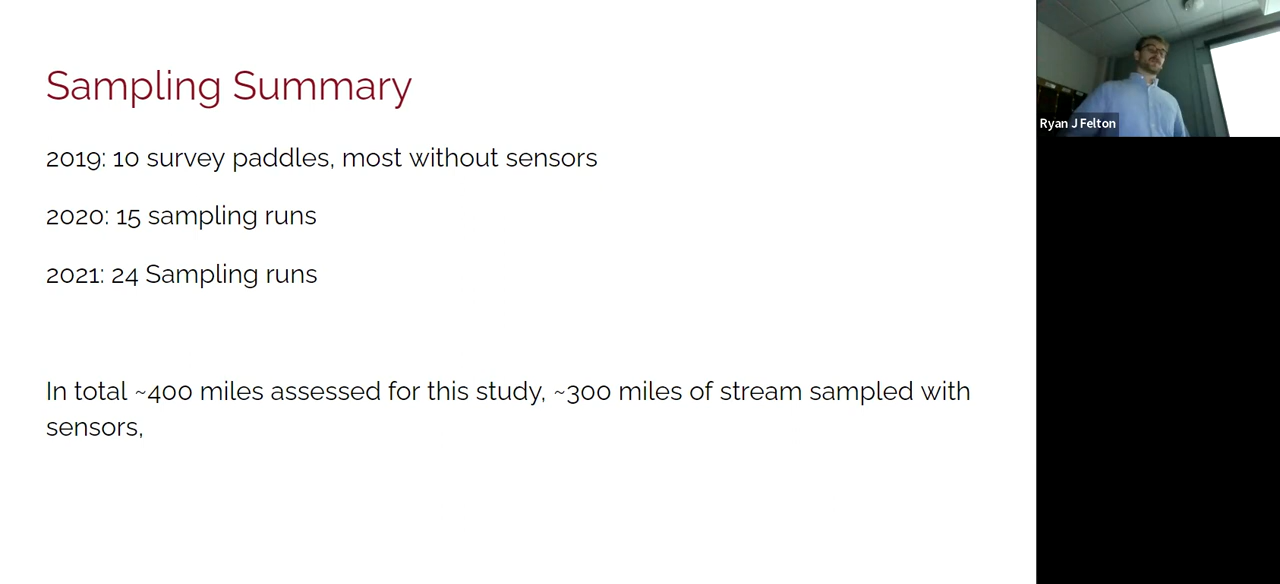 Sampling Summary
2019: 10 survey paddles, most without sensors
2020: 15 sampling runs
2021: 24 Sampling runs
In total ~400 miles assessed for this study, ~300 miles of stream sampled with
sensors,
Ryan J Felton